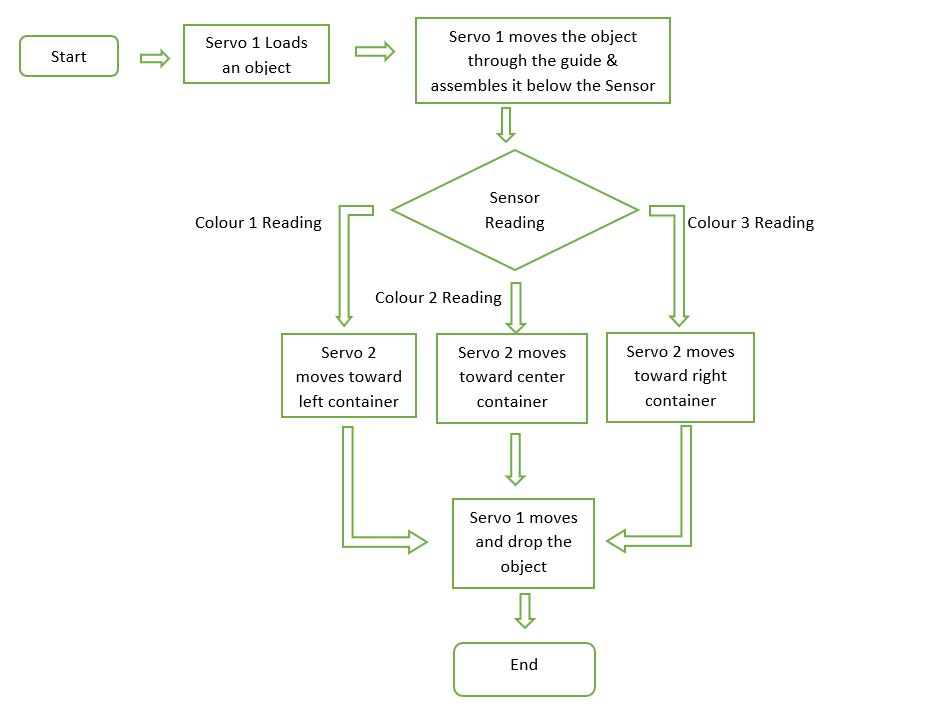 Start
Servo 1 Loads
an object
Servo 1 moves the object
through the guide &
assembles it below the Sensor
Sensor
Reading
Colour 1 Reading
Colour 3 Reading
Colour 2 Reading
Servo 2
moves toward
left container
Servo 2 moves
toward center
container
Servo 2 moves
toward right
container
Servo 1 moves
and drop the
object
End